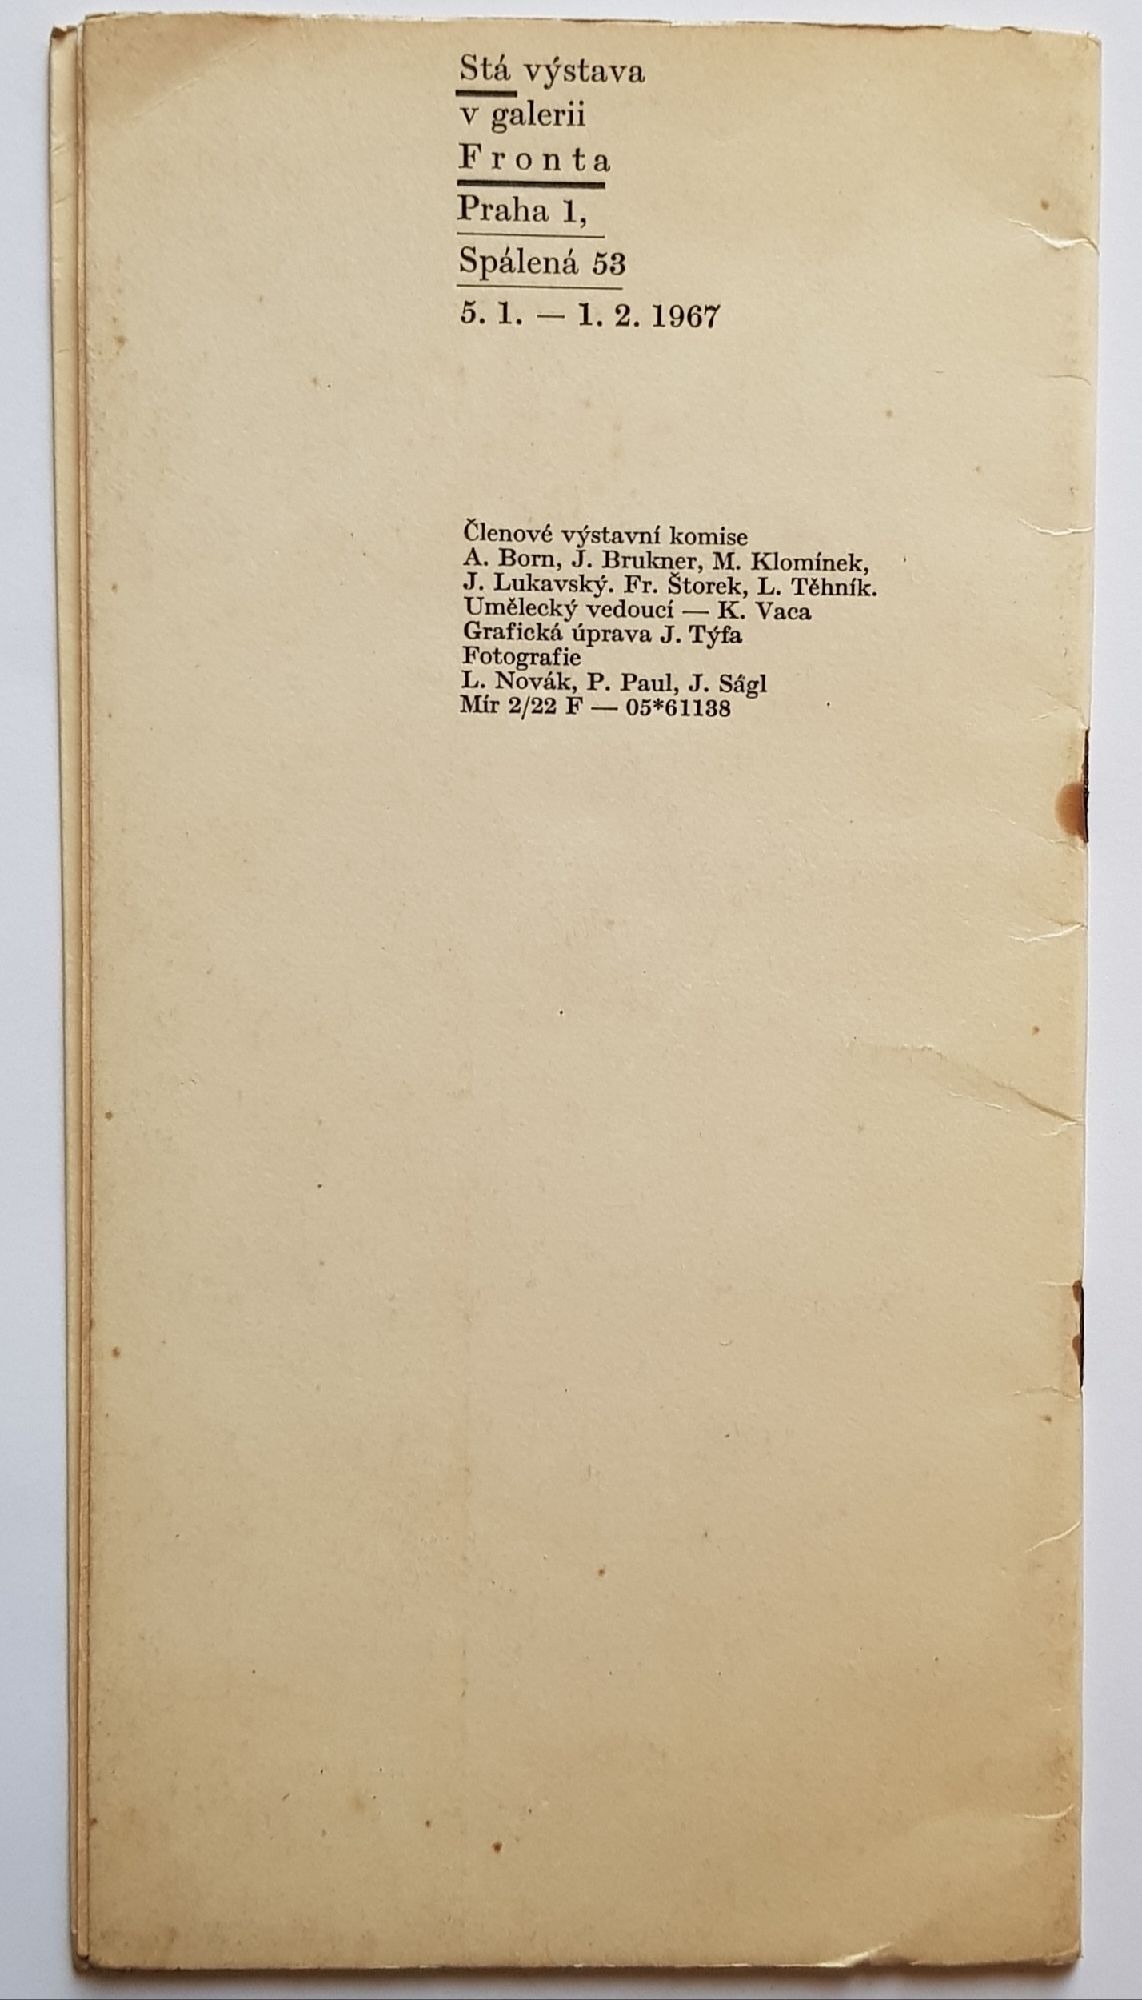 Stá výstava
v galerii
Fronta
Praha 1,
Spálená 53
5. 1. — 1. 2. 1967
Členové výstavní komise
A. Born, J. Brukner, M. Klomínek,
J. Lukavský. Fr. Štorek, L. Těhník.
Umělecký vedoucí — K. Vaca
Grafická úprava J. Týfa
Fotografie
L. Novák, P. Paul, J. Ságl
Mír 2/22 F — 05*61138